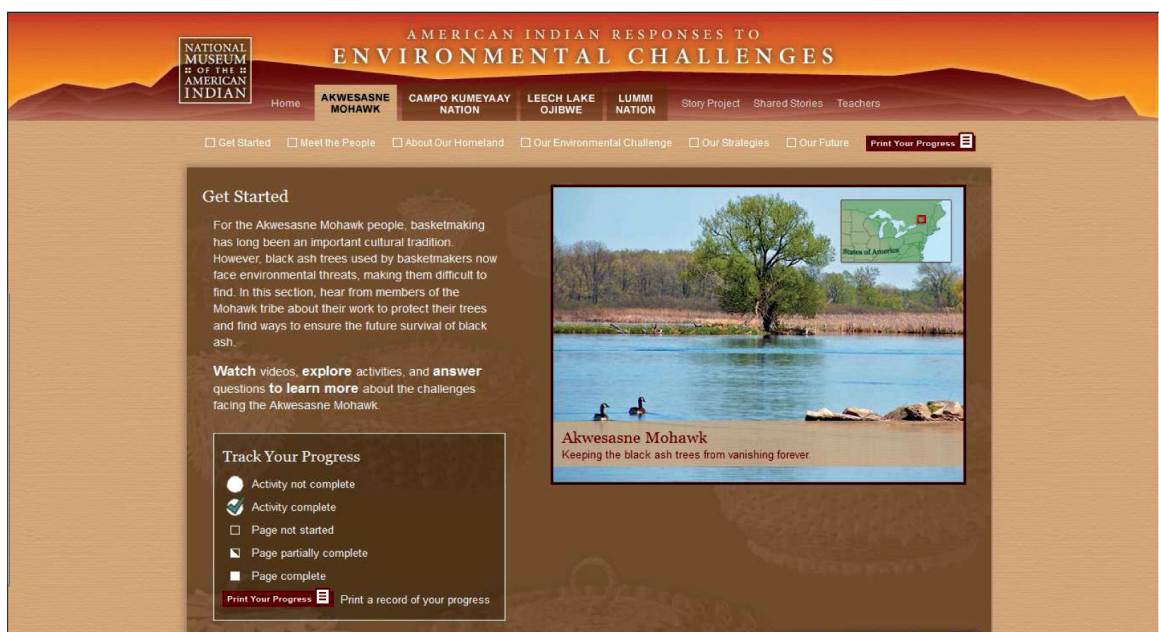 AMERICAN INDIAN RESPONSES TO
ENVIRONMENTAL CHALLENGES
NATIONAL
MUSEUM
OF THE
AMERICAN
INDIAN
Home
AKWESASNE
MOHAWK
CAMPO KUMEYAAY
NATION
LEECH LAKE
OJIBWE
LUMMI
NATION
Story Project
Shared Stories
Teachers
Get Started
Meet the People
About Our Homeland
Our Environmental Challenge
Our Strategies
Our Future
Print Your Progress
Get Started
For the Akwesasne Mohawk people, basketmaking
has long been an important cultural tradition.
However, black ash trees used by basketmakers now
face environmental threats, making them difficult to
find. In this section, hear from members of the
Mohawk tribe about their work to protect their trees
and find ways to ensure the future survival of black
ash.
Watch videos, explore activities, and answer
questions to learn more about the challenges
facing the Akwesasne Mohawk.
States of America
Akwesasne Mohawk
Keeping the black ash trees from vanishing forever.
Track Your Progress
Activity not complete
Activity complete
Page not started
Page partially complete
Page complete
Print Your Progress
Print a record of your progress